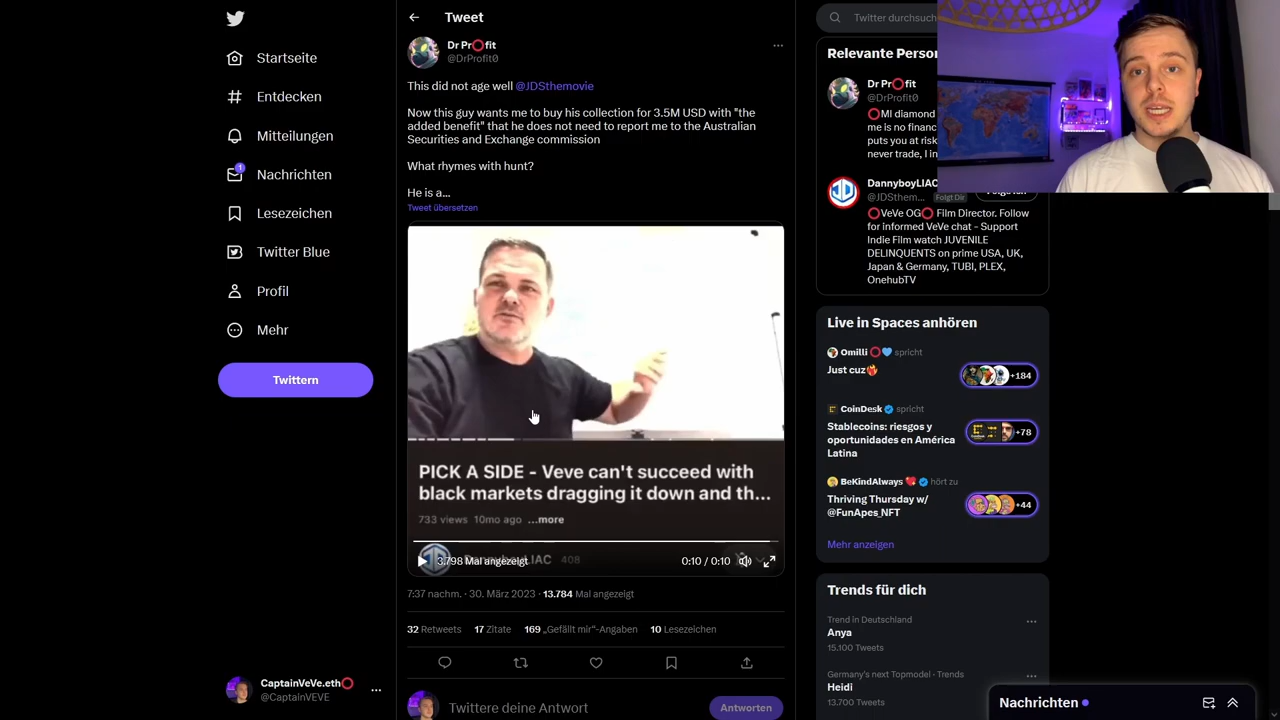 Startseite
Entdecken
Mitteilungen
1
Nachrichten
Lesezeichen
Twitter Blue
Profil
Mehr
Twittern
CaptainVeVe.eth⭕
@CaptainVEVE
Tweet
Dr Pr⭕fit
@DrProfit0
This did not age well @JDSthemovie
Now this guy wants me to buy his collection for 3.5M USD with "the
added benefit" that he does not need to report me to the Australian
Securities and Exchange commission
What rhymes with hunt?
He is a...
Tweet übersetzen
PICK A SIDE - Veve can't succeed with
black markets dragging it down and th...
733 views 10mo ago ...more
3.798 Mal angezeigt
408
0:10 / 0:10
7:37 nachm. · 30. März 2023 · 13.784 Mal angezeigt
32 Retweets 17 Zitate 169 „Gefällt mir“-Angaben 10 Lesezeichen
Twittere deine Antwort
Antworten
Twitter durchsuch
Relevante Person
Dr Pr⭕fit
@DrProfit0
⭕MI diamond
me is no financ
puts you at risk
never trade, I in
DannyboyLIAC
@JDSthem...
Folgt Dir
⭕VeVe OG⭕ Film Director. Follow
for informed VeVe chat - Support
Indie Film watch JUVENILE
DELINQUENTS on prime USA, UK,
Japan & Germany, TUBI, PLEX,
OnehubTV
Live in Spaces anhören
Omilli ⭕💙 spricht
Just cuz🎁
+184
CoinDesk spricht
Stablecoins: riesgos y
oportunidades en América
Latina
+78
BeKindAlways hört zu
Thriving Thursday w/
@FunApes_NFT
+44
Mehr anzeigen
Trends für dich
Trend in Deutschland
Anya
15.100 Tweets
Germany's next Topmodel · Trends
Heidi
13.700 Tweets
Nachrichten